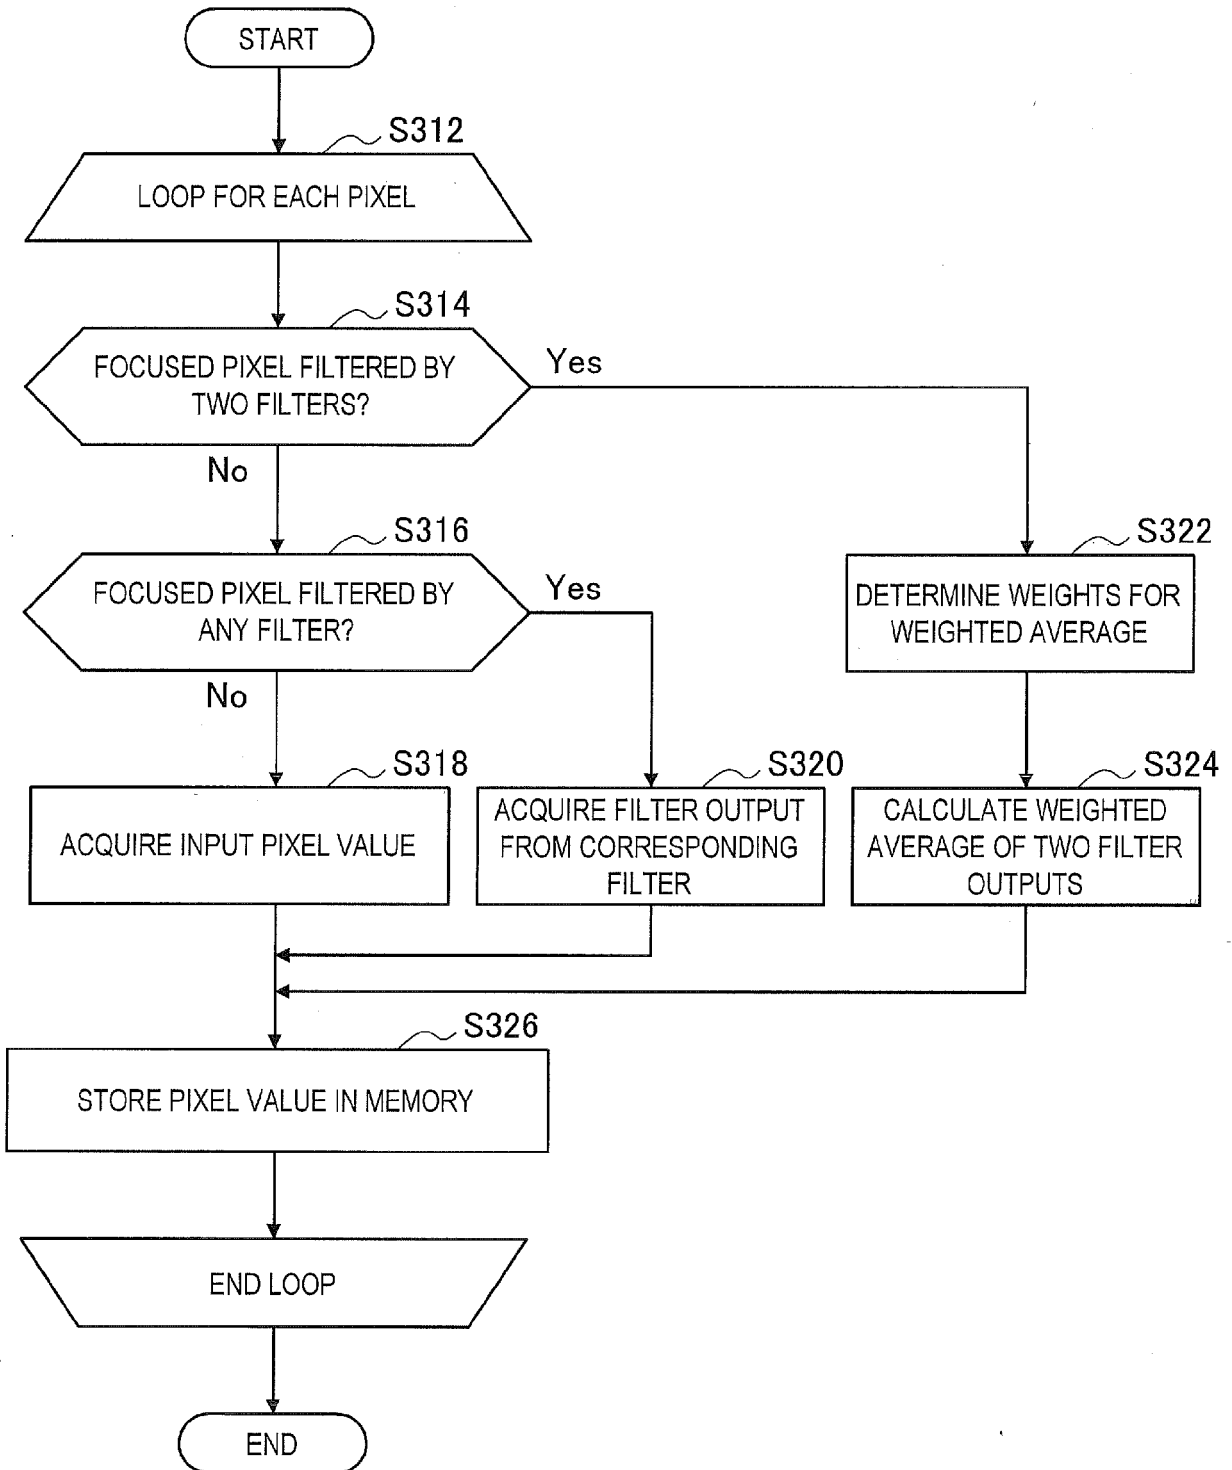 START
S312
LOOP FOR EACH PIXEL
S314
FOCUSED PIXEL FILTERED BY
TWO FILTERS?
Yes
No
S316
FOCUSED PIXEL FILTERED BY
ANY FILTER?
Yes
No
S322
DETERMINE WEIGHTS FOR
WEIGHTED AVERAGE
S318
ACQUIRE INPUT PIXEL VALUE
S320
ACQUIRE FILTER OUTPUT
FROM CORRESPONDING
FILTER
S324
CALCULATE WEIGHTED
AVERAGE OF TWO FILTER
OUTPUTS
S326
STORE PIXEL VALUE IN MEMORY
END LOOP
END